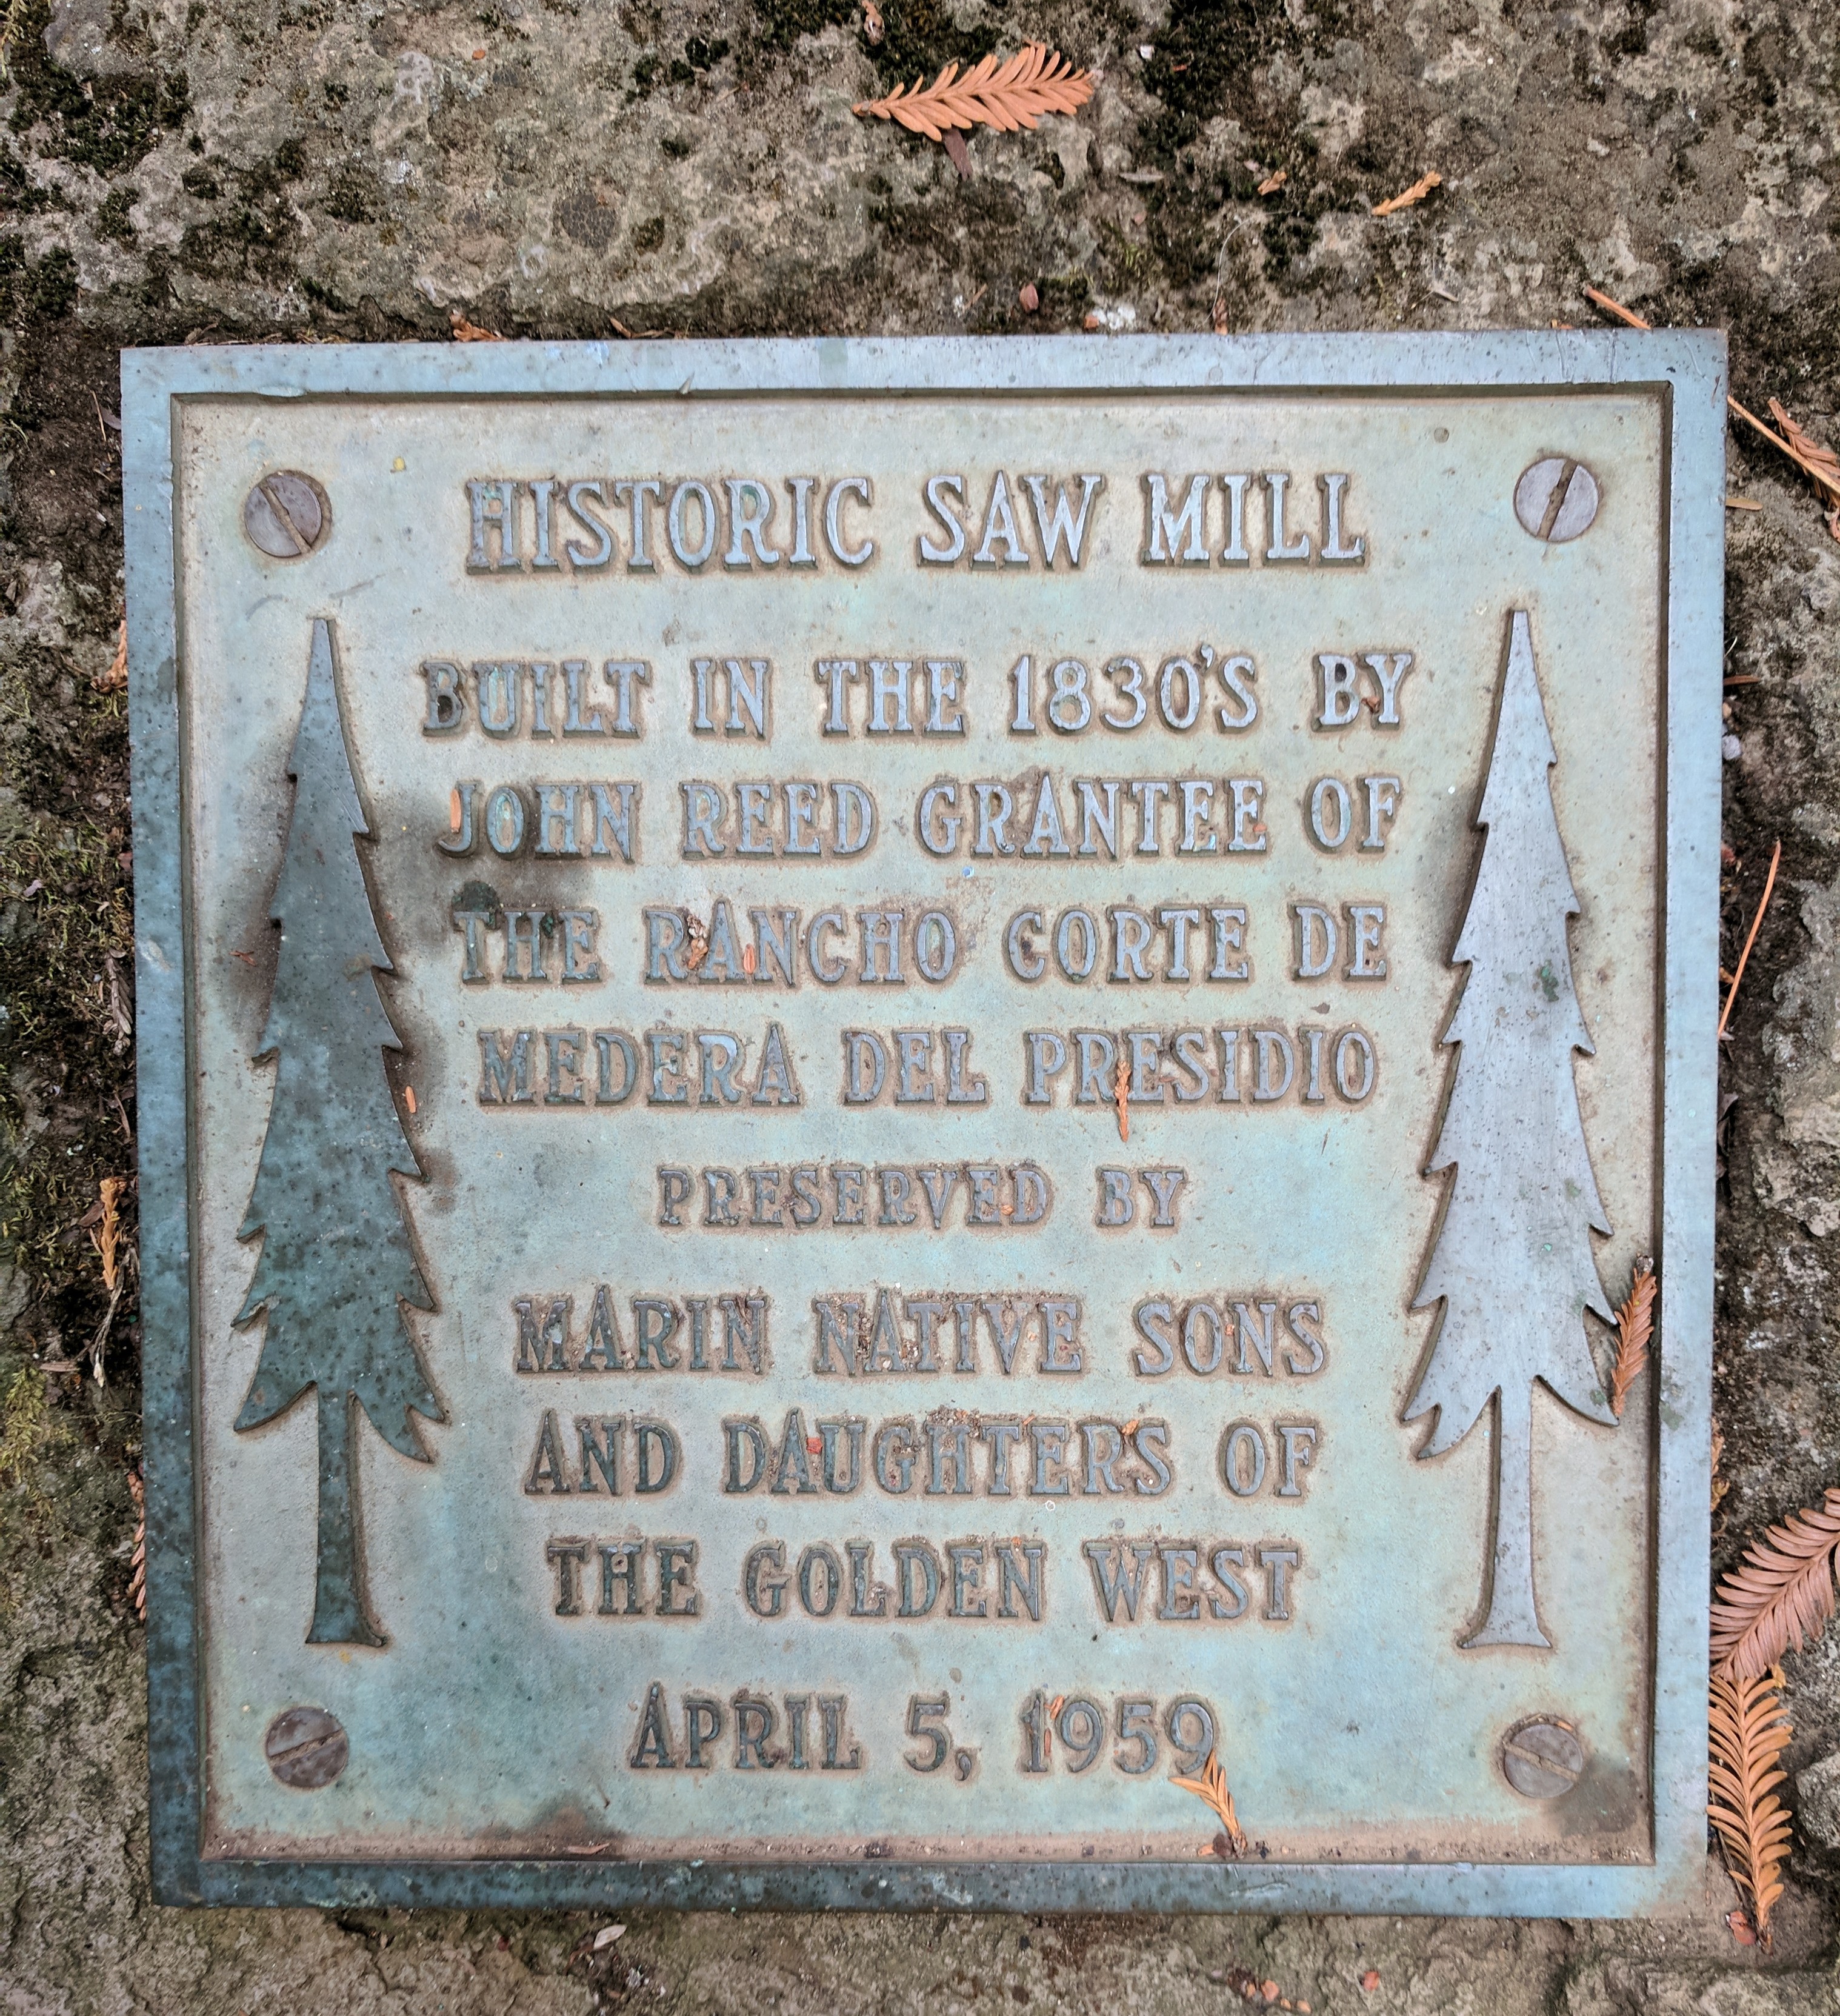 HISTORIC SAW MILL
BUILT IN THE 1830'S BY
JOHN REED GRANTEE OF
THE RANCHO CORTE DE
MEDERA DEL PRESIDIO
PRESERVED BY
MARIN NATIVE SONS
AND DAUGHTERS OF
THE GOLDEN WEST
APRIL 5, 1959